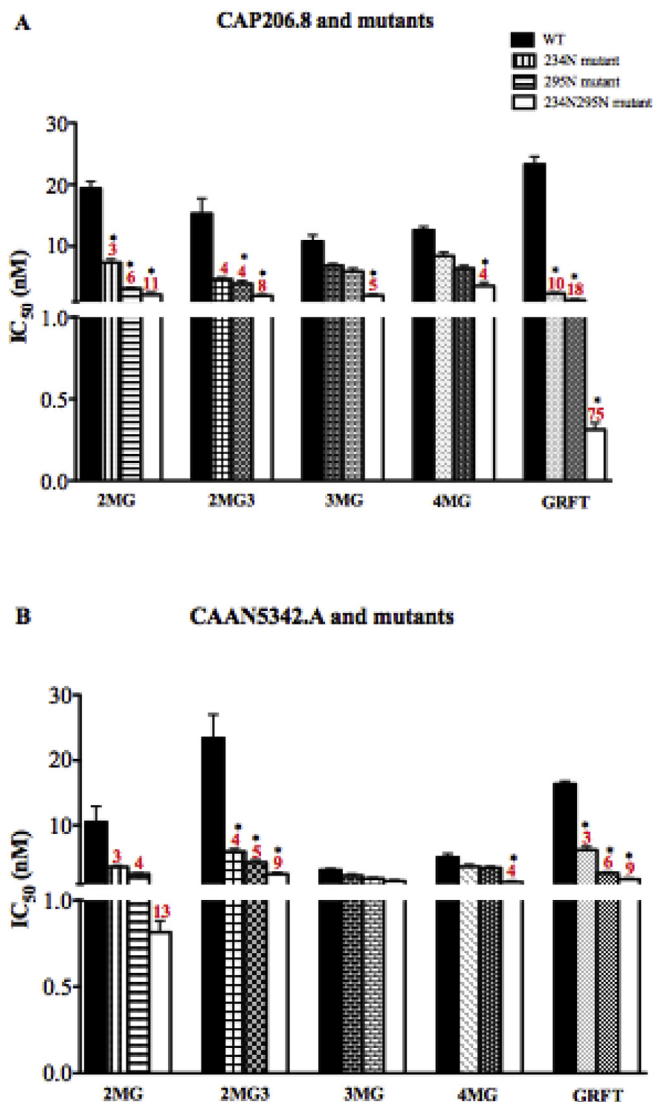 A
CAP206.8 and mutants
WT
234N mutant
295N mutant
234N295N mutant
IC50 (nM)
30
20
10
1.0
0.5
0.0
* * *
3 6 11
* *
4 4 8
*
5
*
4
* * *
10 18 75
2MG 2MG3 3MG 4MG GRFT
B
CAAN5342.A and mutants
IC50 (nM)
30
20
10
1.0
0.5
0.0
3 4 13
* * *
4 5 9
*
4
* * *
3 6 9
2MG 2MG3 3MG 4MG GRFT